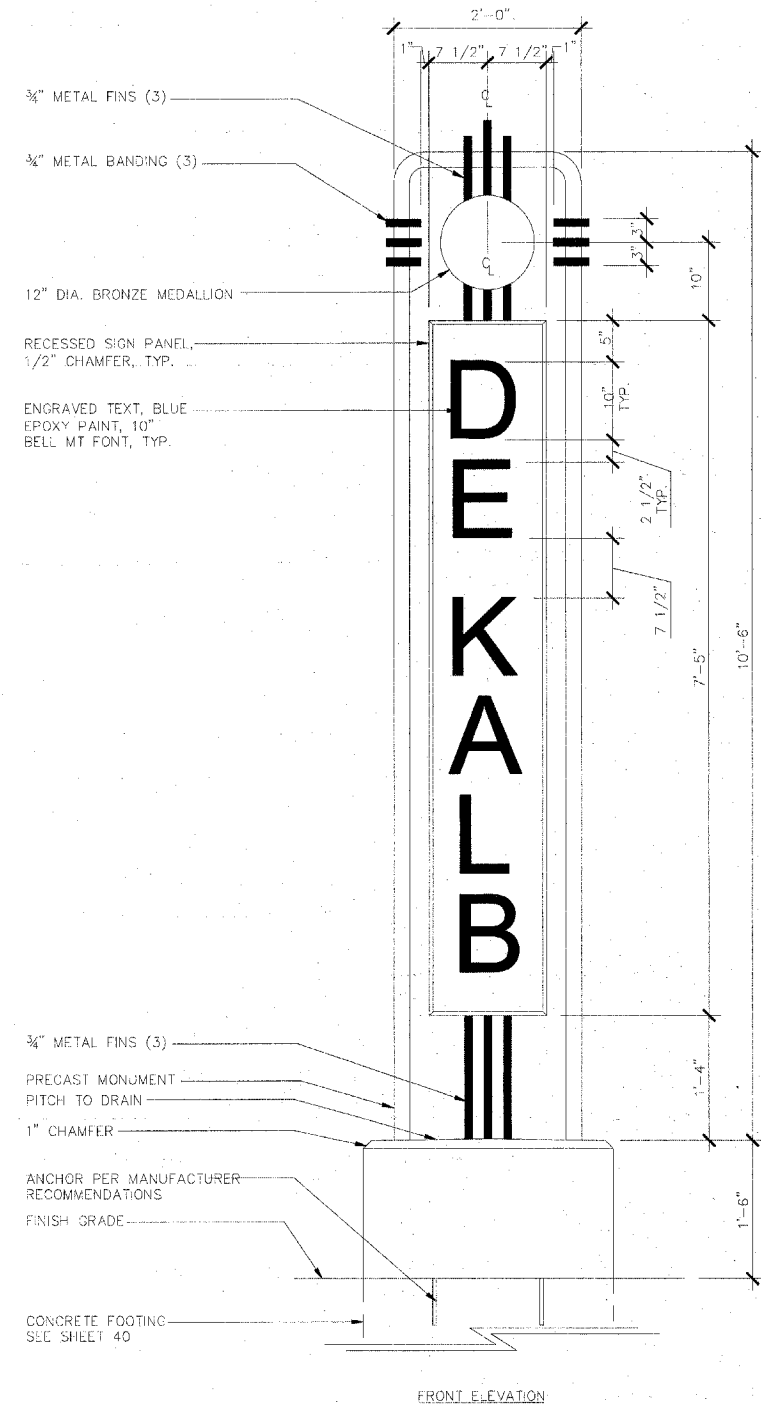 2'-0"
1" 7 1/2" 7 1/2" 1"
¾" METAL FINS (3)
¾" METAL BANDING (3)
12" DIA. BRONZE MEDALLION
RECESSED SIGN PANEL,
1/2" CHAMFER, TYP.
ENGRAVED TEXT, BLUE
EPOXY PAINT, 10"
BELL MT FONT, TYP.
¾" METAL FINS (3)
PRECAST MONUMENT
PITCH TO DRAIN
1" CHAMFER
ANCHOR PER MANUFACTURER
RECOMMENDATIONS
FINISH GRADE
CONCRETE FOOTING
SEE SHEET 40
CL
CL
D
E
K
A
L
B
3"
3"
10"
5"
10"
TYP.
2 1/2"
TYP.
7 1/2"
7'-5"
10'-6"
1'-4"
1'-6"
FRONT ELEVATION